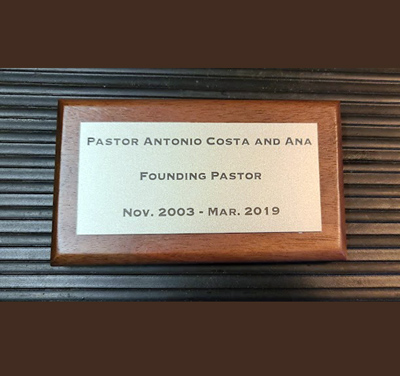 Pastor Antonio Costa and Ana
Founding Pastor
Nov. 2003 - Mar. 2019